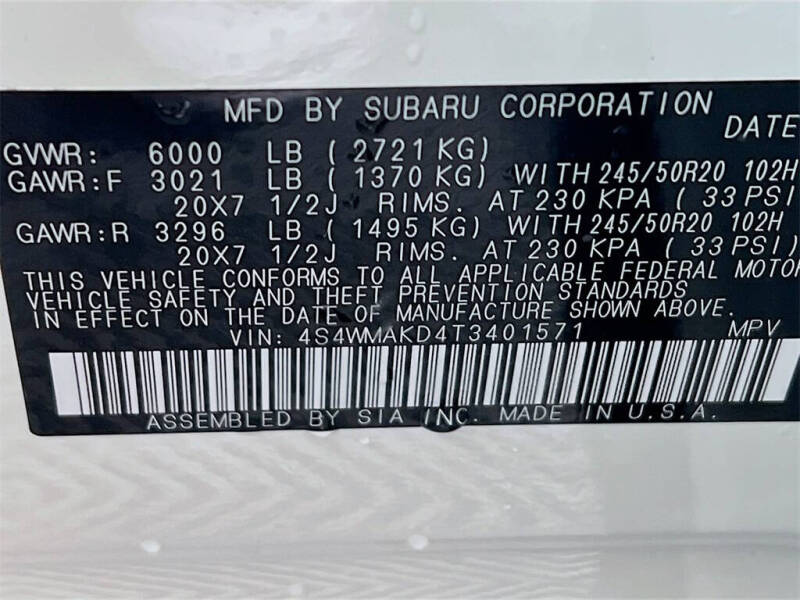 MFD BY SUBARU CORPORATION DATE
GVWR: 6000 LB ( 2721 KG)
GAWR:F 3021 LB ( 1370 KG) WITH 245/50R20 102H
20X7 1/2J RIMS. AT 230 KPA ( 33 PSI
GAWR:R 3296 LB ( 1495 KG) WITH 245/50R20 102H
20X7 1/2J RIMS. AT 230 KPA ( 33 PSI)
THIS VEHICLE CONFORMS TO ALL APPLICABLE FEDERAL MOTOR
VEHICLE SAFETY AND THEFT PREVENTION STANDARDS
IN EFFECT ON THE DATE OF MANUFACTURE SHOWN ABOVE.
VIN: 4S4WMAKD4T3401571 MPV
ASSEMBLED BY SIA INC. MADE IN U.S.A.